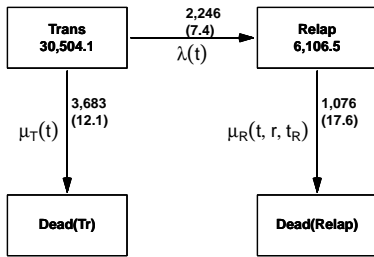 Trans
30,504.1
2,246
(7.4)
λ(t)
Relap
6,106.5
3,683
(12.1)
μT(t)
1,076
(17.6)
μR(t, r, tR)
Dead(Tr)
Dead(Relap)